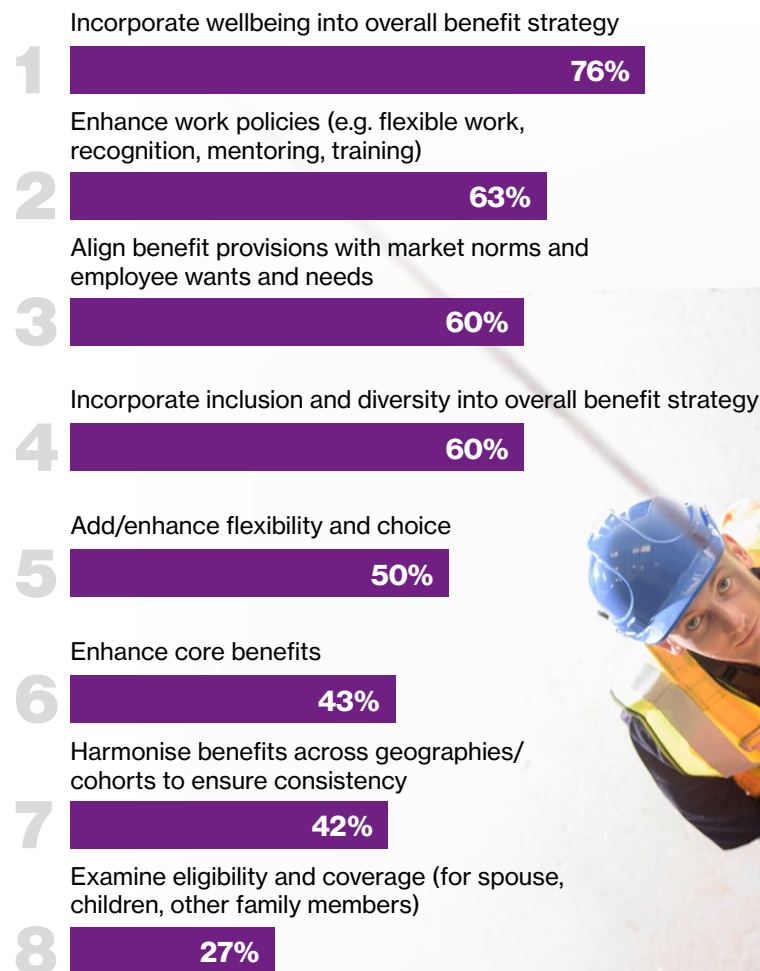 Incorporate wellbeing into overall benefit strategy
1
76%
Enhance work policies (e.g. flexible work,
recognition, mentoring, training)
2
63%
Align benefit provisions with market norms and
employee wants and needs
3
60%
Incorporate inclusion and diversity into overall benefit strategy
4
60%
Add/enhance flexibility and choice
5
50%
Enhance core benefits
6
43%
Harmonise benefits across geographies/
cohorts to ensure consistency
7
42%
Examine eligibility and coverage (for spouse,
children, other family members)
8
27%